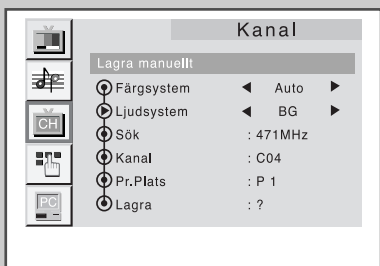 Kanal
Lagra manuellt
Färgsystem ◀ Auto ▶
Ljudsystem ◀ BG ▶
Sök : 471MHz
Kanal : C04
Pr.Plats : P 1
Lagra : ?
CH
PC